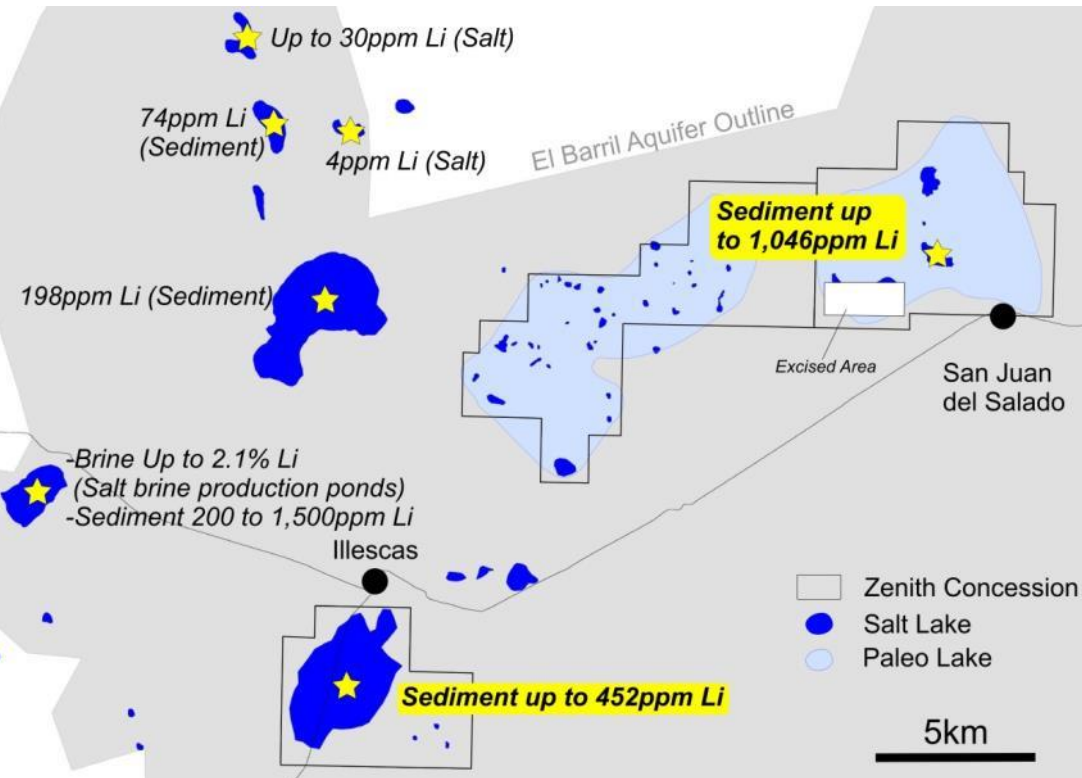 Up to 30ppm Li (Salt)
74ppm Li
(Sediment)
4ppm Li (Salt)
El Barril Aquifer Outline
Sediment up
to 1,046ppm Li
198ppm Li (Sediment)
Excised Area
San Juan
del Salado
-Brine Up to 2.1% Li
(Salt brine production ponds)
-Sediment 200 to 1,500ppm Li
Illescas
Zenith Concession
Salt Lake
Paleo Lake
Sediment up to 452ppm Li
5km